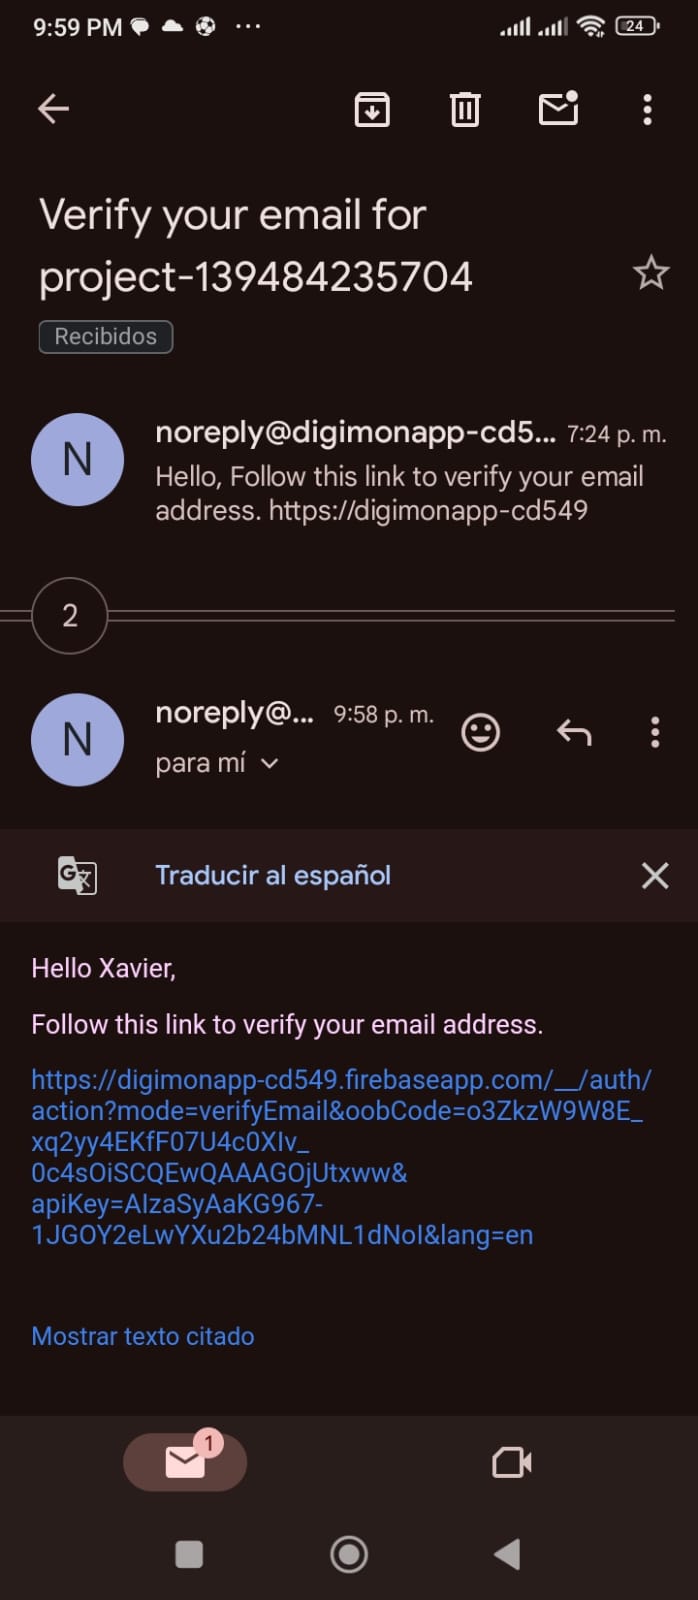 9:59 PM
24
Verify your email for
project-139484235704
Recibidos
N
noreply@digimonapp-cd5... 7:24 p. m.
Hello, Follow this link to verify your email
address. https://digimonapp-cd549
2
N
noreply@... 9:58 p. m.
para mí
Traducir al español
Hello Xavier,
Follow this link to verify your email address.
https://digimonapp-cd549.firebaseapp.com/__/auth/
action?mode=verifyEmail&oobCode=o3ZkzW9W8E_
xq2yy4EKfF07U4c0XIv_
0c4sOiSCQEwQAAAGOjUtxww&
apiKey=AIzaSyAaKG967-
1JGOY2eLwYXu2b24bMNL1dNoI&lang=en
Mostrar texto citado
1